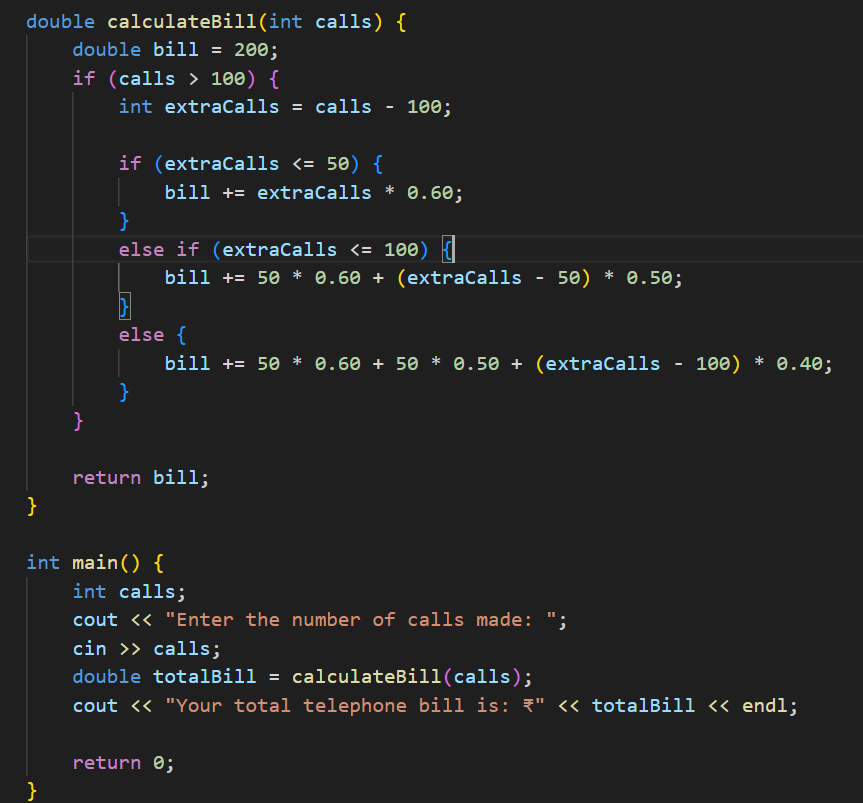 double calculateBill(int calls) {
    double bill = 200;
    if (calls > 100) {
        int extraCalls = calls - 100;

        if (extraCalls <= 50) {
            bill += extraCalls * 0.60;
        }
        else if (extraCalls <= 100) {
            bill += 50 * 0.60 + (extraCalls - 50) * 0.50;
        }
        else {
            bill += 50 * 0.60 + 50 * 0.50 + (extraCalls - 100) * 0.40;
        }
    }

    return bill;
}

int main() {
    int calls;
    cout << "Enter the number of calls made: ";
    cin >> calls;
    double totalBill = calculateBill(calls);
    cout << "Your total telephone bill is: ₹" << totalBill << endl;

    return 0;
}